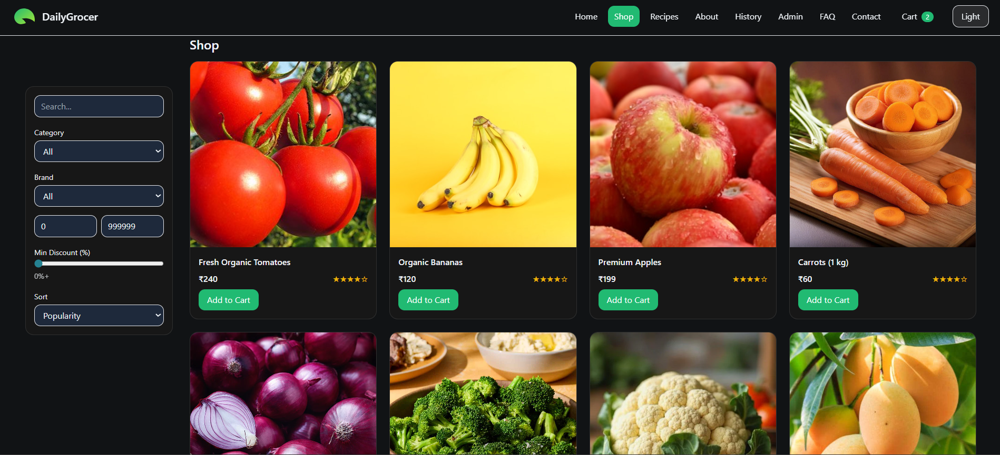 DailyGrocer
Home Shop Recipes About History Admin FAQ Contact Cart 2 Light
Shop
Search...
Category
All
Brand
All
0 999999
Min Discount (%)
0%+
Sort
Popularity
Fresh Organic Tomatoes
₹240 ★★★★☆
Add to Cart
Organic Bananas
₹120 ★★★★☆
Add to Cart
Premium Apples
₹199 ★★★★☆
Add to Cart
Carrots (1 kg)
₹60 ★★★★☆
Add to Cart